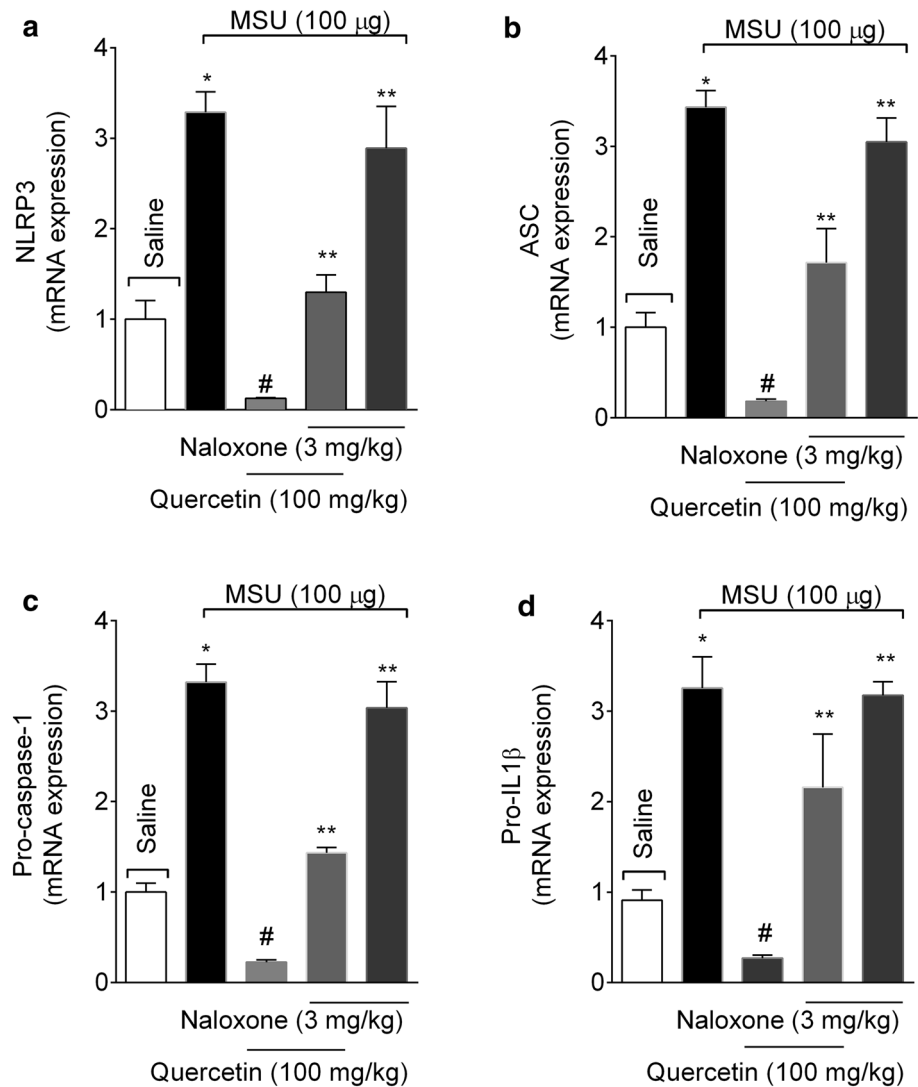 a
MSU (100 µg)
NLRP3
(mRNA expression)
4
3
2
1
0
Saline
*
#
**
**
Naloxone (3 mg/kg)
Quercetin (100 mg/kg)
b
MSU (100 µg)
ASC
(mRNA expression)
4
3
2
1
0
Saline
*
#
**
**
Naloxone (3 mg/kg)
Quercetin (100 mg/kg)
c
MSU (100 µg)
Pro-caspase-1
(mRNA expression)
4
3
2
1
0
Saline
*
#
**
**
Naloxone (3 mg/kg)
Quercetin (100 mg/kg)
d
MSU (100 µg)
Pro-IL1β
(mRNA expression)
4
3
2
1
0
Saline
*
#
**
**
Naloxone (3 mg/kg)
Quercetin (100 mg/kg)